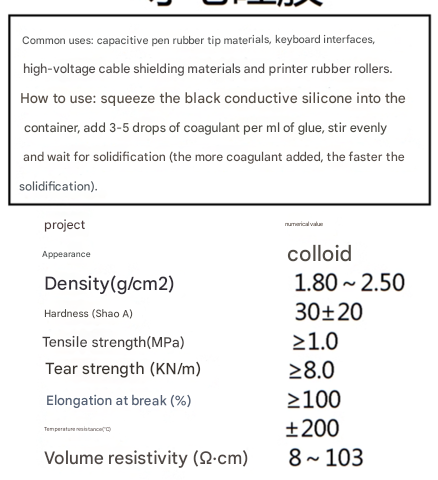 Common uses: capacitive pen rubber tip materials, keyboard interfaces,
high-voltage cable shielding materials and printer rubber rollers.
How to use: squeeze the black conductive silicone into the
container, add 3-5 drops of coagulant per ml of glue, stir evenly
and wait for solidification (the more coagulant added, the faster the
solidification).
project numerical value
Appearance colloid
Density(g/cm2) 1.80~2.50
Hardness (Shao A) 30±20
Tensile strength(MPa) ≥1.0
Tear strength (KN/m) ≥8.0
Elongation at break (%) ≥100
Temperature resistance(°C) ±200
Volume resistivity (Ω·cm) 8~103